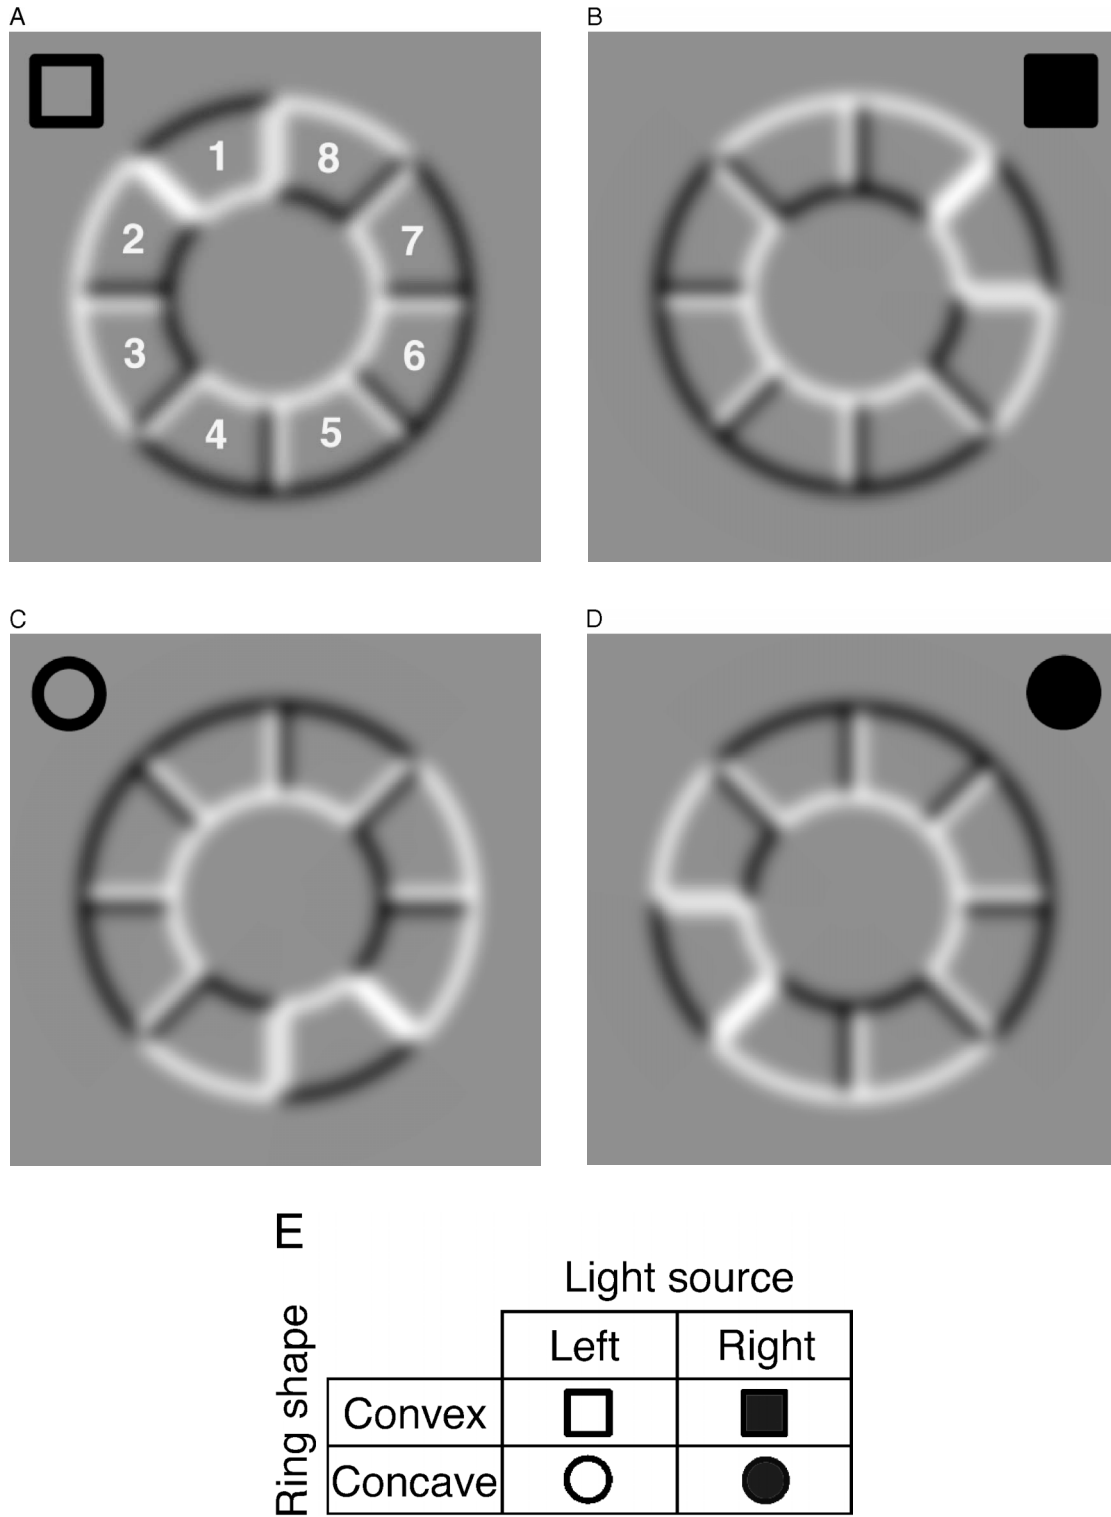 A
B
1 8
2 7
3 6
4 5
C
D
E
Light source
Ring shape
Left Right
Convex
Concave